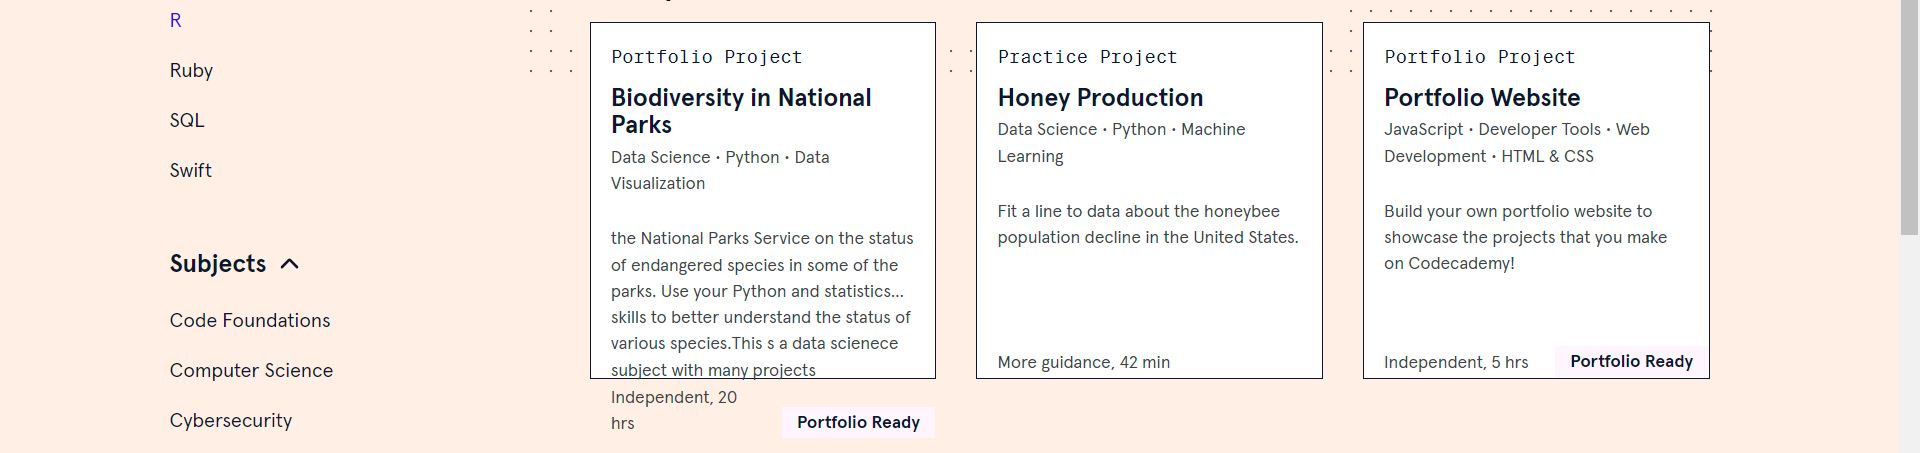 R
Ruby
SQL
Swift
Subjects
Code Foundations
Computer Science
Cybersecurity
Portfolio Project
Biodiversity in National
Parks
Data Science • Python • Data
Visualization
the National Parks Service on the status
of endangered species in some of the
parks. Use your Python and statistics...
skills to better understand the status of
various species.This s a data scienece
subject with many projects
Independent, 20
hrs
Portfolio Ready
Practice Project
Honey Production
Data Science • Python • Machine
Learning
Fit a line to data about the honeybee
population decline in the United States.
More guidance, 42 min
Portfolio Project
Portfolio Website
JavaScript • Developer Tools • Web
Development • HTML & CSS
Build your own portfolio website to
showcase the projects that you make
on Codecademy!
Independent, 5 hrs
Portfolio Ready